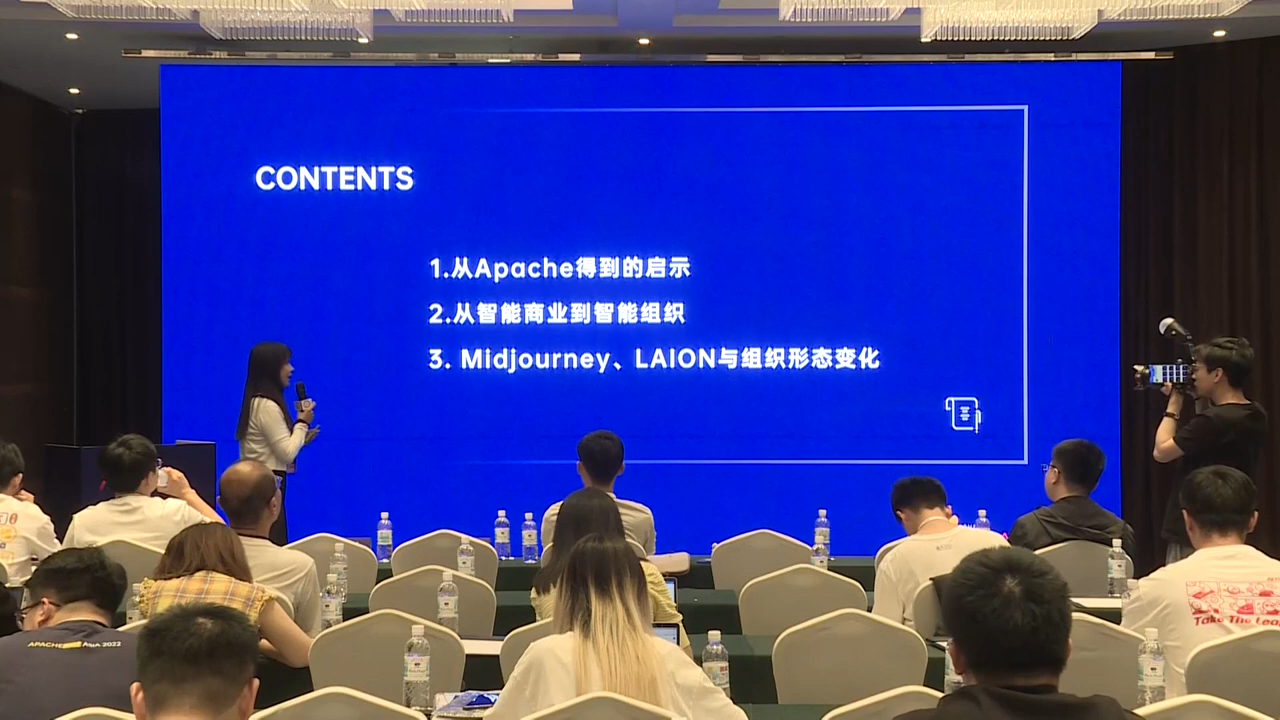 CONTENTS
1.从Apache得到的启示
2.从智能商业到智能组织
3. Midjourney、LAION与组织形态变化
APACHE ASIA 2022
Take The Lea